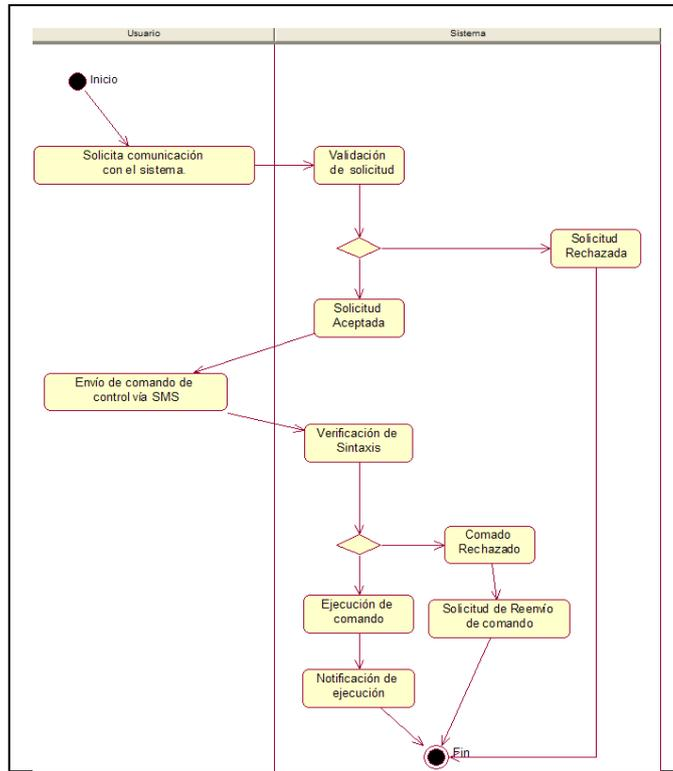 Usuario
Sistema
Inicio
Solicita comunicación
con el sistema.
Validación
de solicitud
Solicitud
Rechazada
Solicitud
Aceptada
Envío de comando de
control vía SMS
Verificación de
Sintaxis
Comado
Rechazado
Ejecución de
comando
Solicitud de Reenvío
de comando
Notificación de
ejecución
Fin